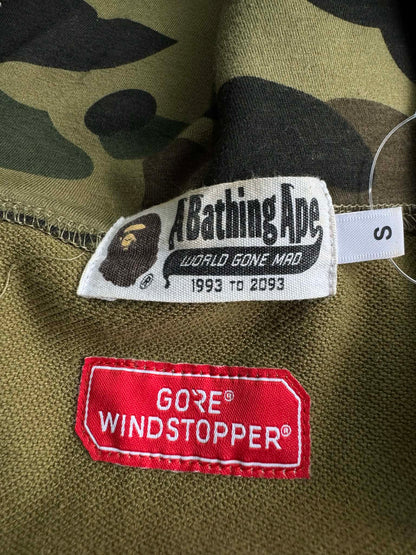 A Bathing Ape
WORLD GONE MAD
®
1993 TO 2093
S
GORE®
WINDSTOPPER®